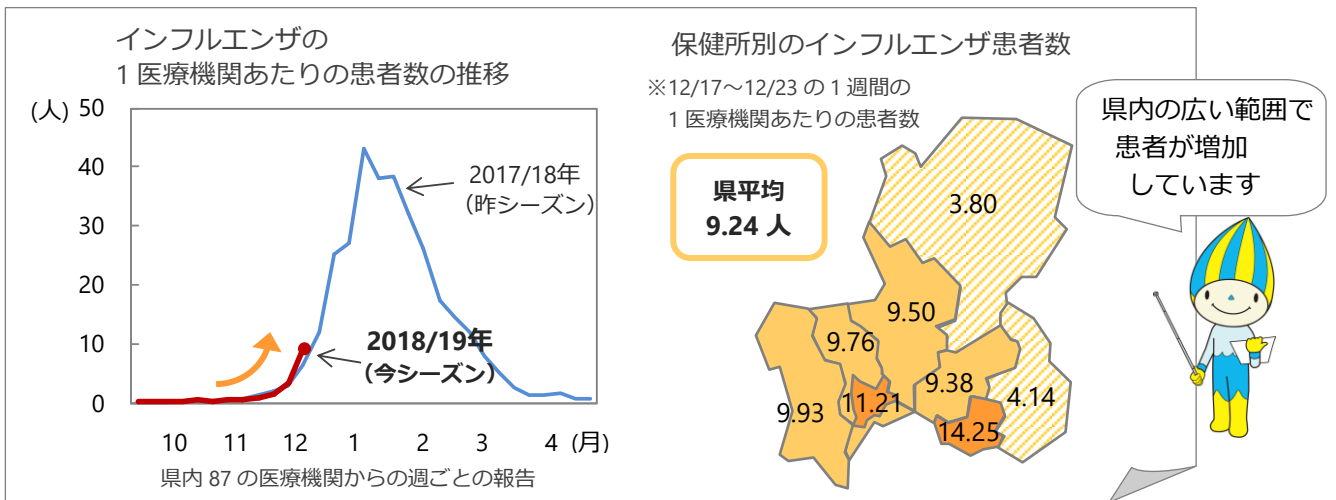 インフルエンザの
1 医療機関あたりの患者数の推移
(人)
50
40
30
20
10
0
2017/18年
（昨シーズン）
2018/19年
（今シーズン）
10 11 12 1 2 3 4 (月)
県内 87 の医療機関からの週ごとの報告
保健所別のインフルエンザ患者数
※12/17～12/23 の 1 週間の
1 医療機関あたりの患者数
県平均
9.24 人
3.80
9.50
9.76
9.38
9.93
11.21
4.14
14.25
県内の広い範囲で
患者が増加
しています